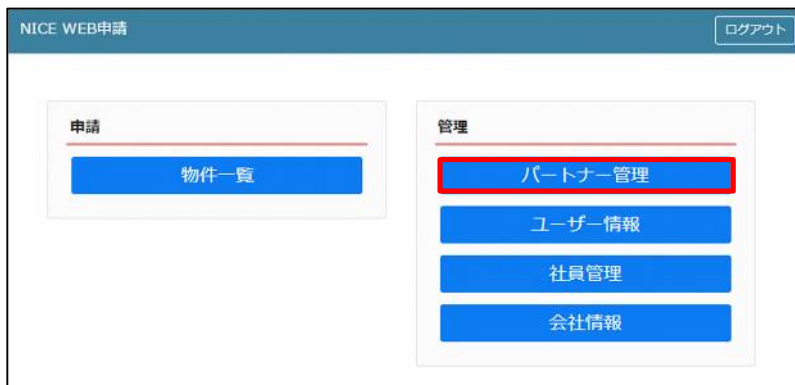 NICE WEB申請
ログアウト
申請
物件一覧
管理
パートナー管理
ユーザー情報
社員管理
会社情報